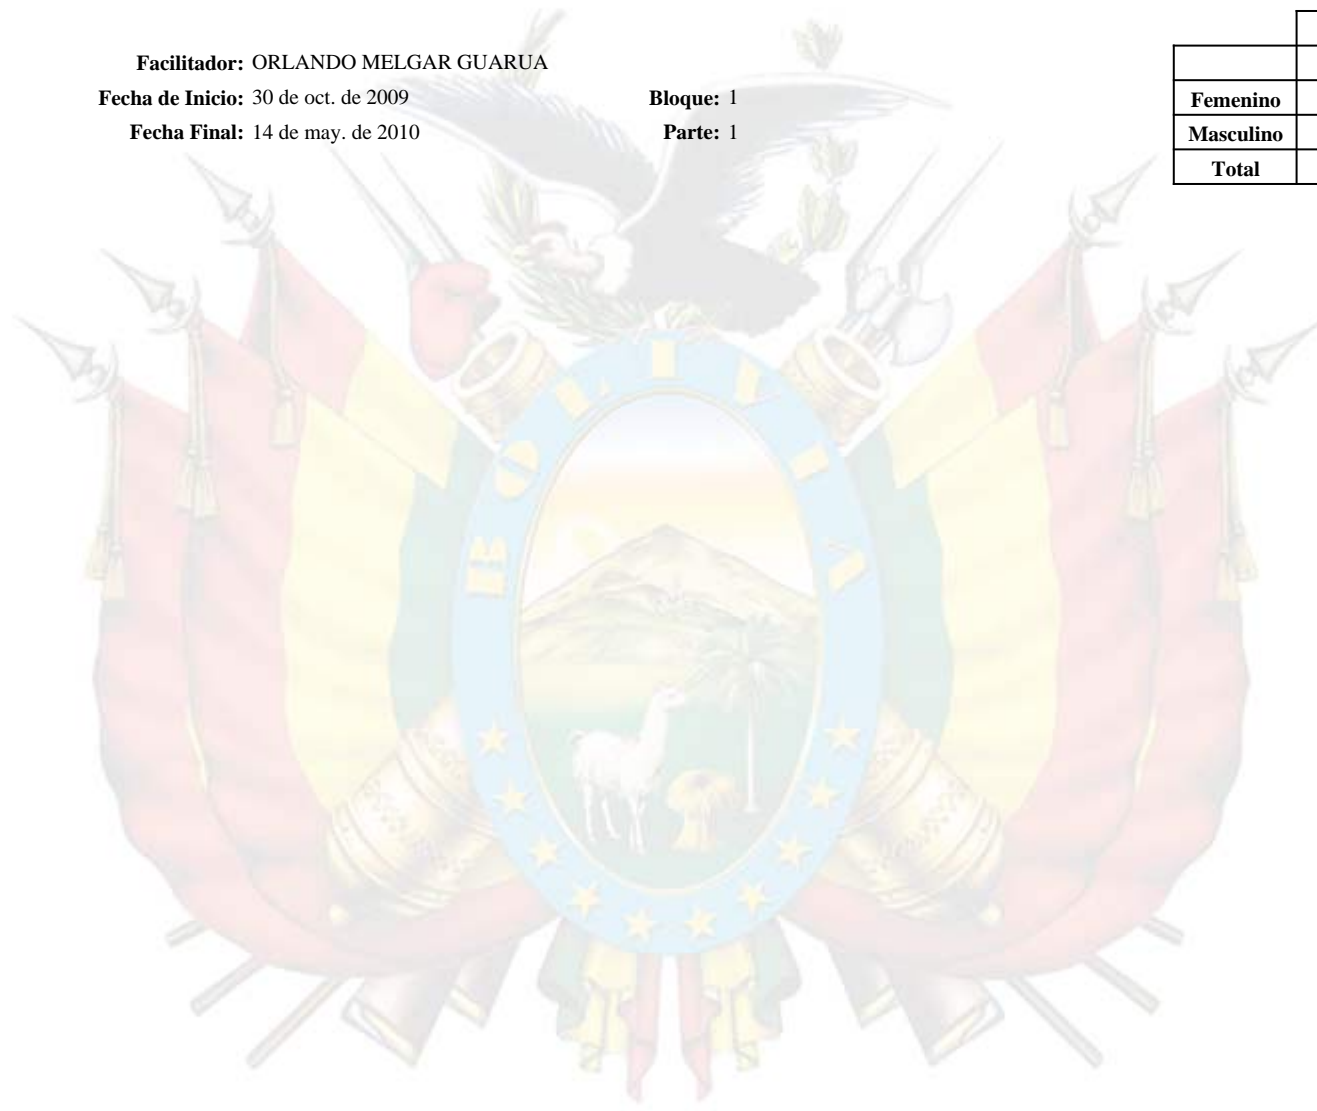 Facilitador: ORLANDO MELGAR GUARUA
Fecha de Inicio: 30 de oct. de 2009 Bloque: 1
Fecha Final: 14 de may. de 2010 Parte: 1
Femenino
Masculino
Total
BOLIVIA